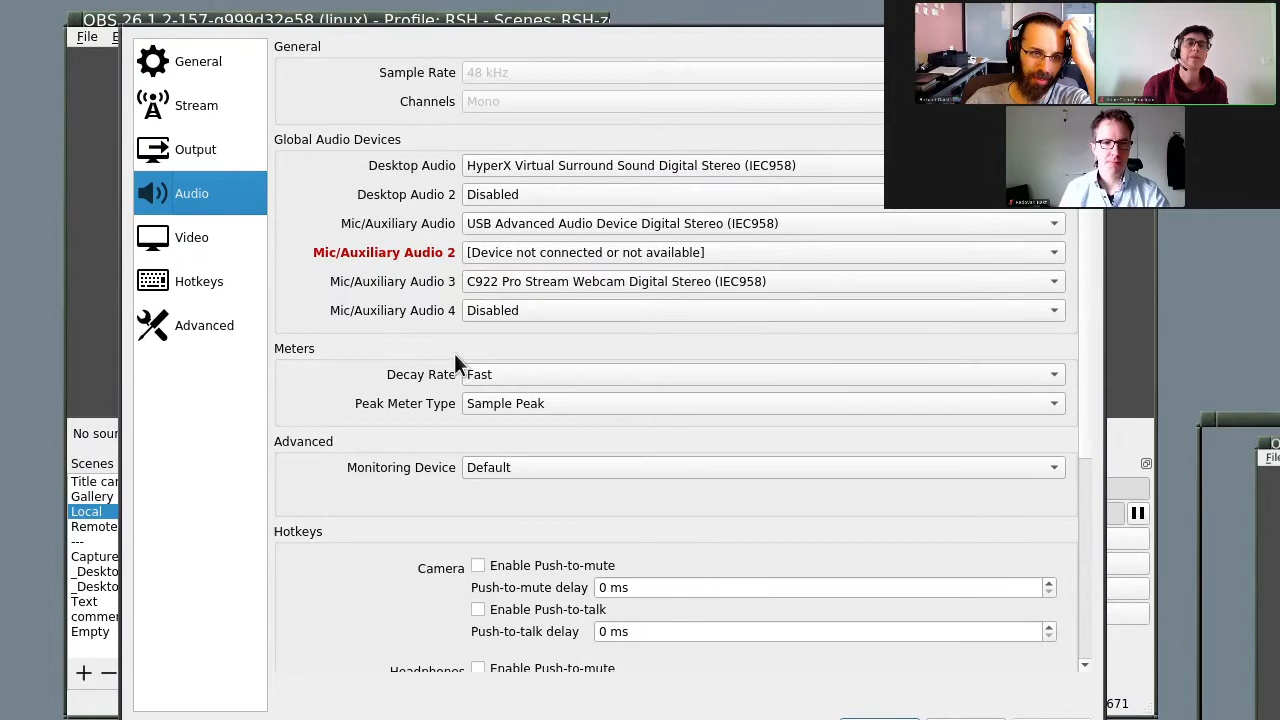 OBS 26.1.2-157-g999d32e58 (linux) - Profile: RSH - Scenes: RSH-z
File
General
Stream
Output
Audio
Video
Hotkeys
Advanced
General
Sample Rate 48 kHz
Channels Mono
Global Audio Devices
Desktop Audio HyperX Virtual Surround Sound Digital Stereo (IEC958)
Desktop Audio 2 Disabled
Mic/Auxiliary Audio USB Advanced Audio Device Digital Stereo (IEC958)
Mic/Auxiliary Audio 2 [Device not connected or not available]
Mic/Auxiliary Audio 3 C922 Pro Stream Webcam Digital Stereo (IEC958)
Mic/Auxiliary Audio 4 Disabled
Meters
Decay Rate Fast
Peak Meter Type Sample Peak
Advanced
Monitoring Device Default
Hotkeys
Camera Enable Push-to-mute
Push-to-mute delay 0 ms
Enable Push-to-talk
Push-to-talk delay 0 ms
Headphones Enable Push-to-mute
No sour
Scenes
Title car
Gallery
Local
Remote
---
Capture
_Deskto
_Deskto
Text
commer
Empty
671
File